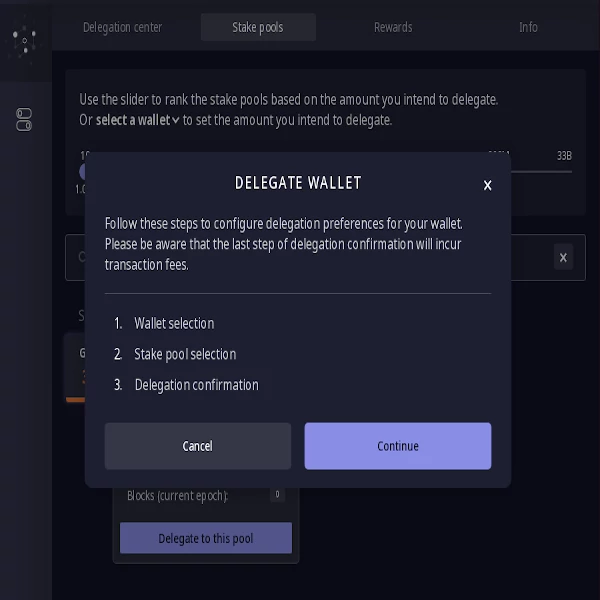 Delegation center
Stake pools
Rewards
Info
Use the slider to rank the stake pools based on the amount you intend to delegate.
Or select a wallet to set the amount you intend to delegate.
33B
DELEGATE WALLET
x
Follow these steps to configure delegation preferences for your wallet.
Please be aware that the last step of delegation confirmation will incur
transaction fees.
x
1. Wallet selection
2. Stake pool selection
3. Delegation confirmation
Cancel
Continue
Blocks (current epoch):
0
Delegate to this pool